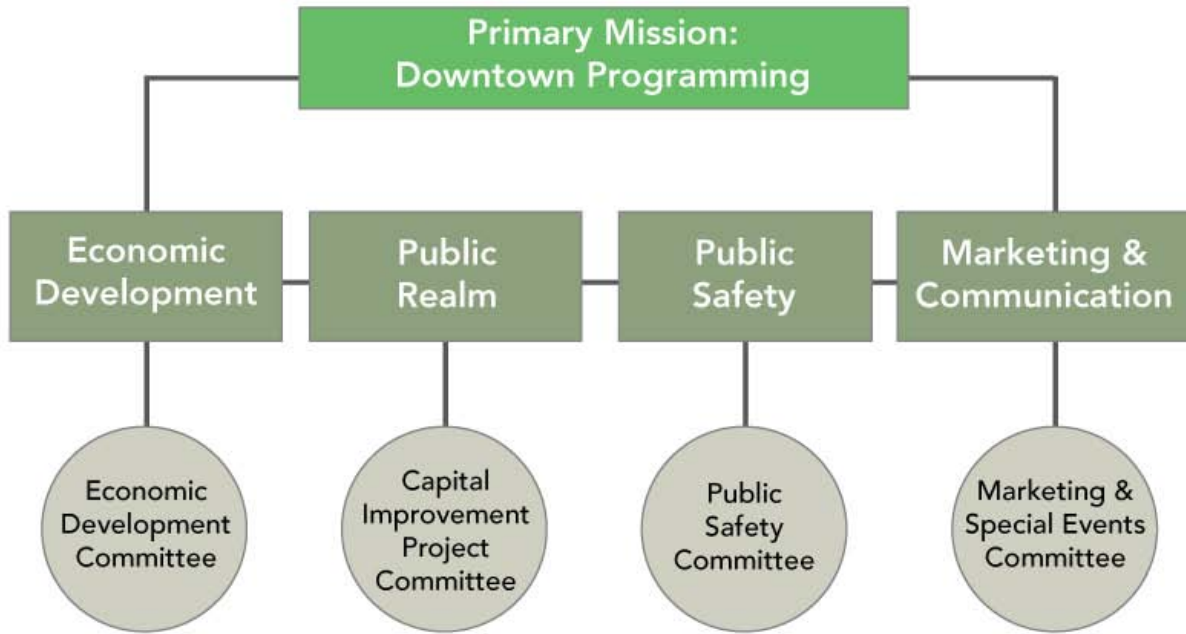 Primary Mission:
Downtown Programming
Economic
Development
Public
Realm
Public
Safety
Marketing &
Communication
Economic
Development
Committee
Capital
Improvement
Project
Committee
Public
Safety
Committee
Marketing &
Special Events
Committee